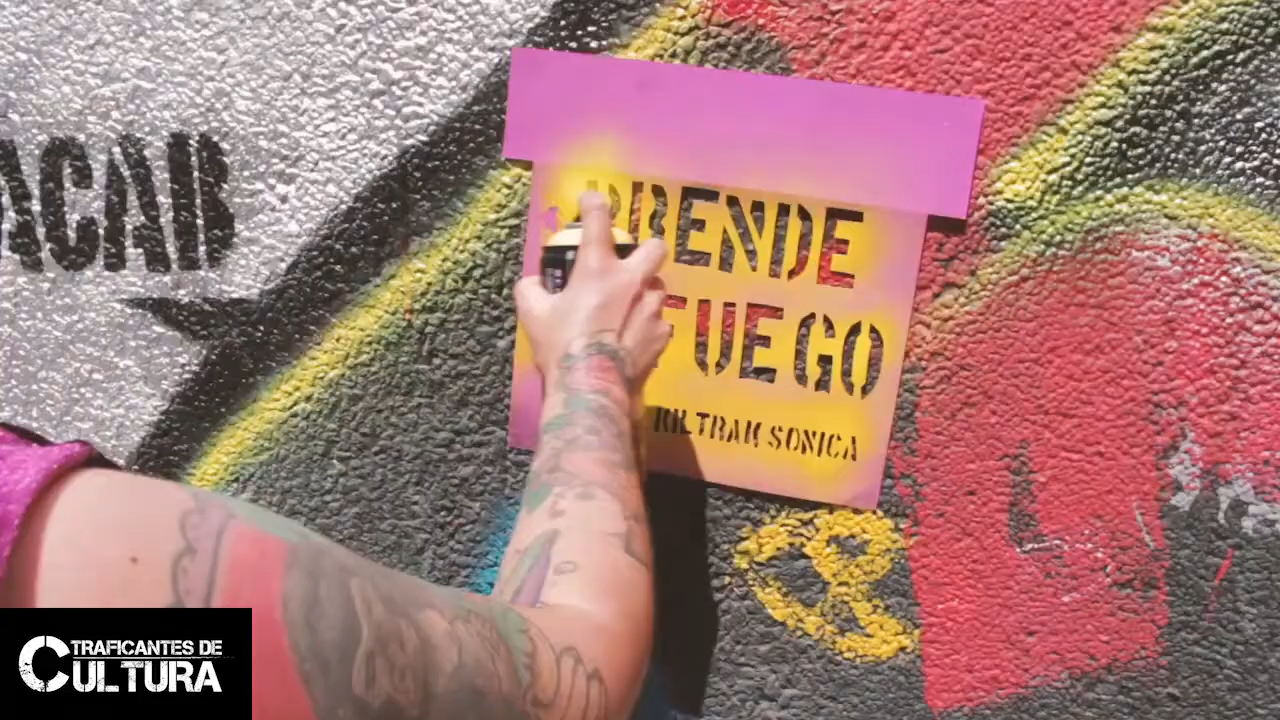 ACAB
PRENDE
FUEGO
KILTRAK SONICA
TRAFICANTES DE
CULTURA